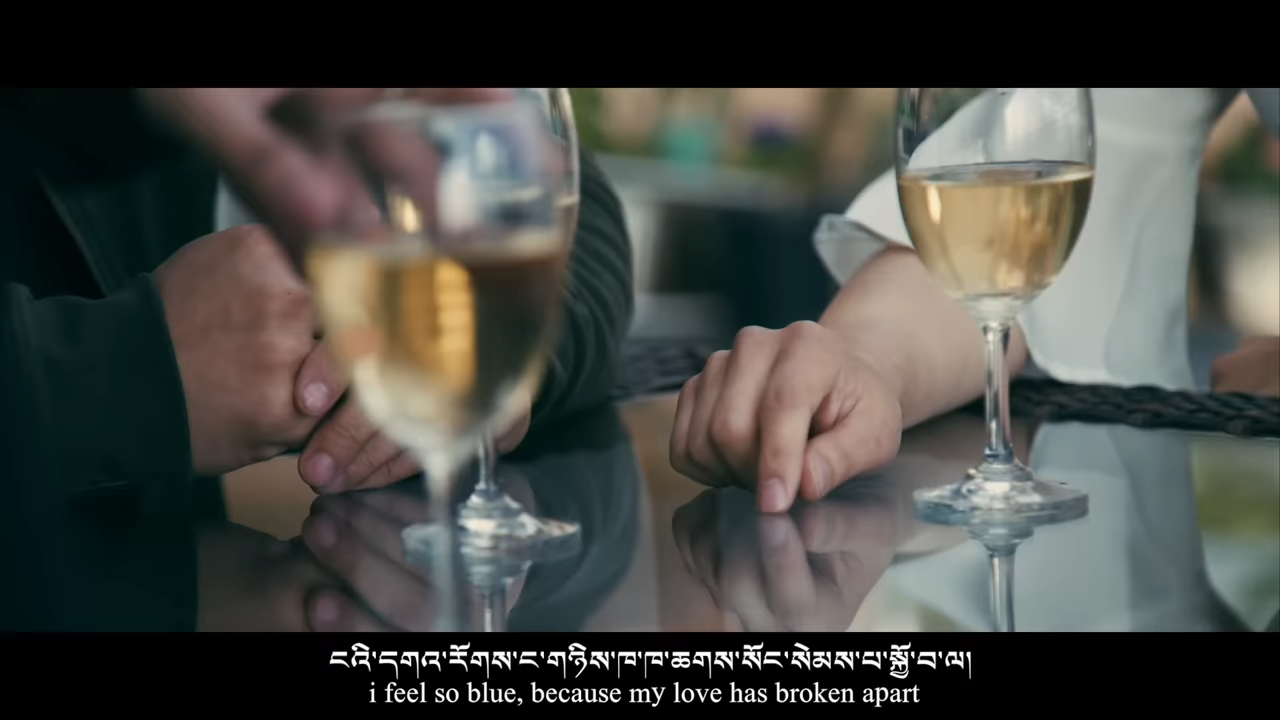 ངའི་དགའ་རོགས་ང་གཉིས་ཁ་ཁ་ཆགས་སོང་སེམས་པ་སྐྱོ་བ་ལ།
i feel so blue, because my love has broken apart